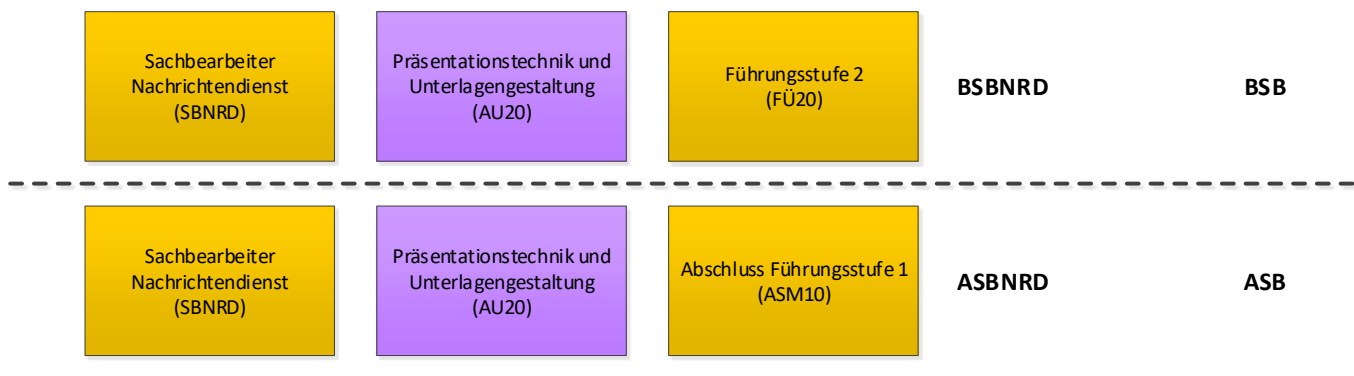 Sachbearbeiter
Nachrichtendienst
(SBNRD)
Präsentationstechnik und
Unterlagengestaltung
(AU20)
Führungsstufe 2
(FÜ20)
BSBNRD
BSB
Sachbearbeiter
Nachrichtendienst
(SBNRD)
Präsentationstechnik und
Unterlagengestaltung
(AU20)
Abschluss Führungsstufe 1
(ASM10)
ASBNRD
ASB